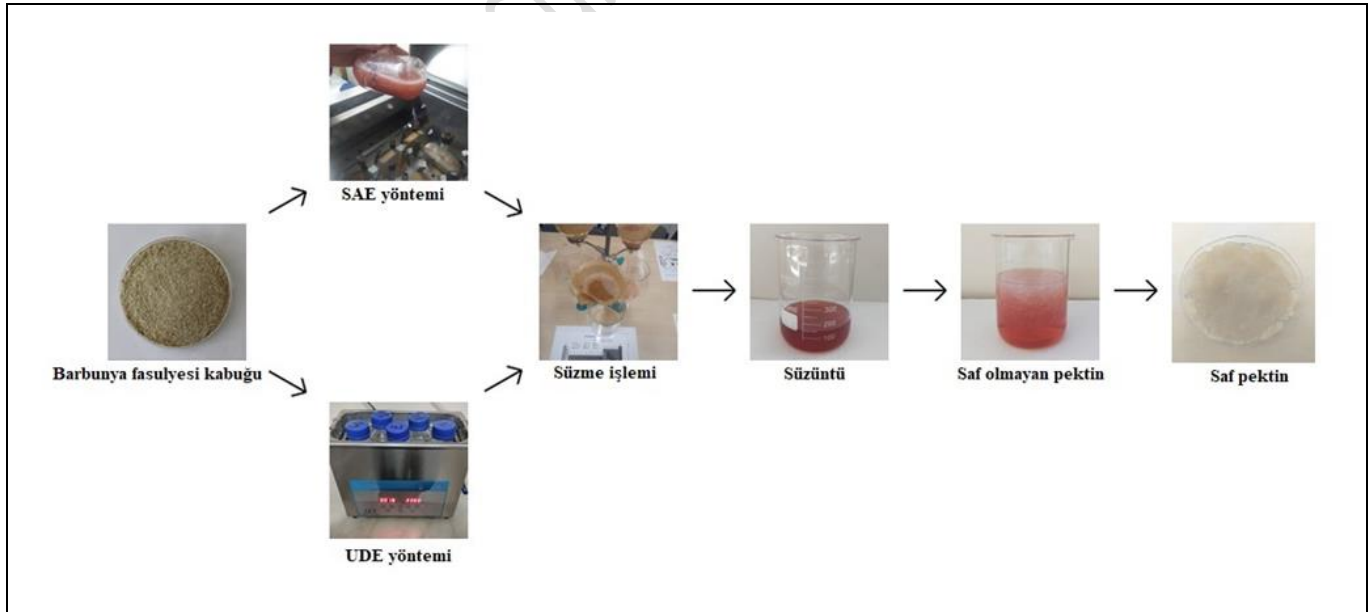 SAE yöntemi
Barbunya fasulyesi kabuğu
Süzme işlemi
Süzüntü
Saf olmayan pektin
Saf pektin
UDE yöntemi